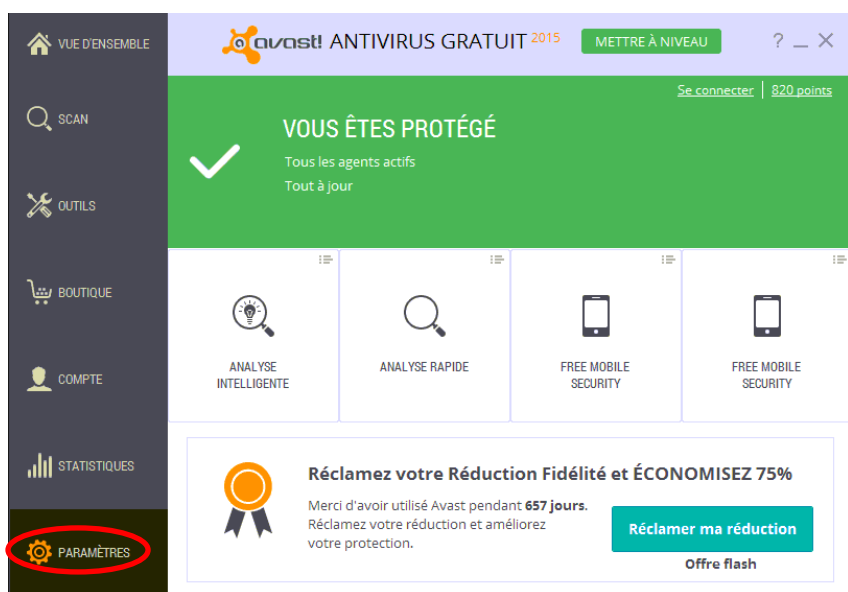 VUE D'ENSEMBLE
SCAN
OUTILS
BOUTIQUE
COMPTE
STATISTIQUES
PARAMÈTRES
avast! ANTIVIRUS GRATUIT 2015
METTRE À NIVEAU
? _ X
Se connecter | 820 points
VOUS ÊTES PROTÉGÉ
Tous les agents actifs
Tout à jour
ANALYSE
INTELLIGENTE
ANALYSE RAPIDE
FREE MOBILE
SECURITY
FREE MOBILE
SECURITY
Réclamez votre Réduction Fidélité et ÉCONOMISEZ 75%
Merci d'avoir utilisé Avast pendant 657 jours.
Réclamez votre réduction et améliorez
votre protection.
Réclamer ma réduction
Offre flash